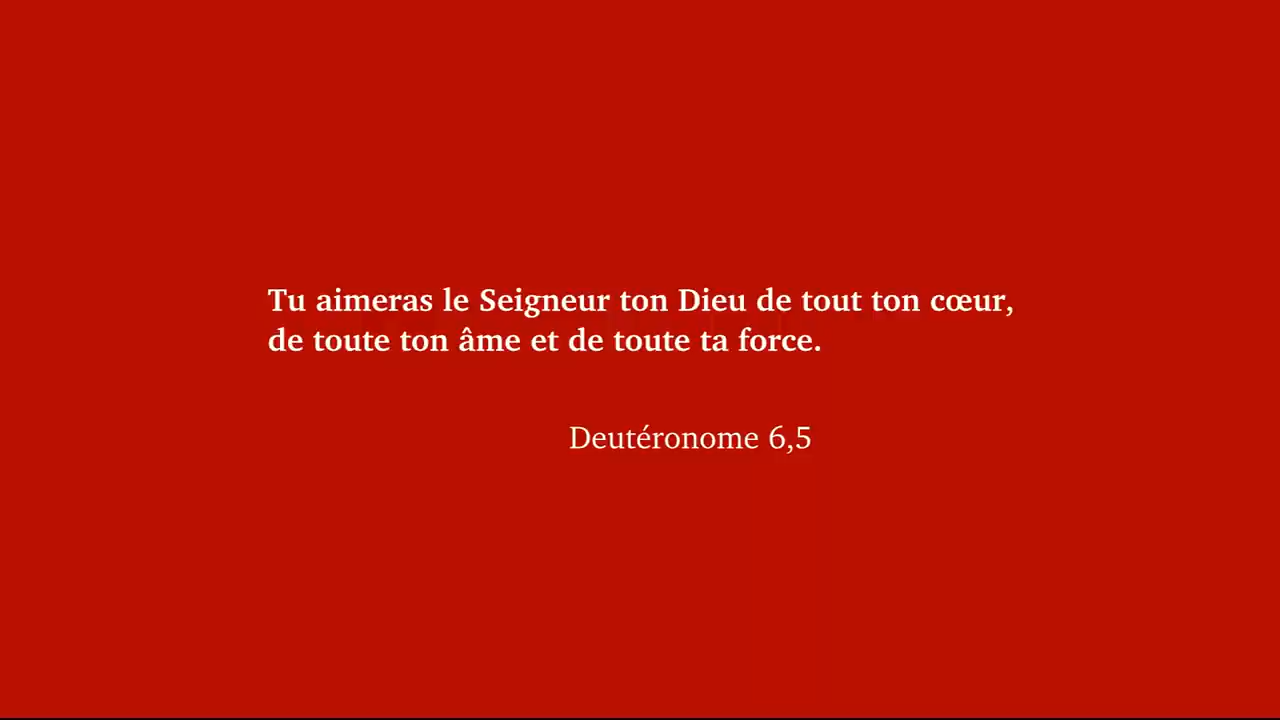 Tu aimeras le Seigneur ton Dieu de tout ton cœur,
de toute ton âme et de toute ta force.
Deutéronome 6,5